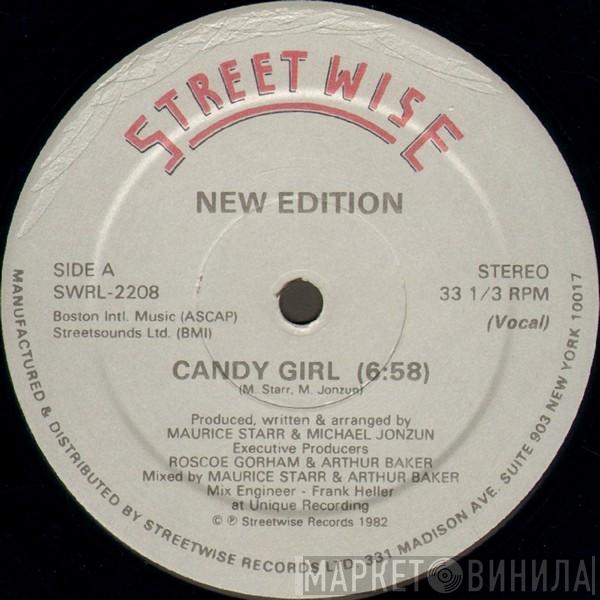 STREETWISE
NEW EDITION
SIDE A
SWRL-2208
Boston Intl. Music (ASCAP)
Streetsounds Ltd. (BMI)
STEREO
33 1/3 RPM
(Vocal)
CANDY GIRL (6:58)
(M. Starr, M. Jonzun)
Produced, written & arranged by
MAURICE STARR & MICHAEL JONZUN
Executive Producers
ROSCOE GORHAM & ARTHUR BAKER
Mixed by MAURICE STARR & ARTHUR BAKER
Mix Engineer - Frank Heller
at Unique Recording
© ℗ Streetwise Records 1982
MANUFACTURED & DISTRIBUTED BY STREETWISE RECORDS LTD. 331 MADISON AVE. SUITE 903 NEW YORK 10017
МАРКЕТ ВИНИЛА